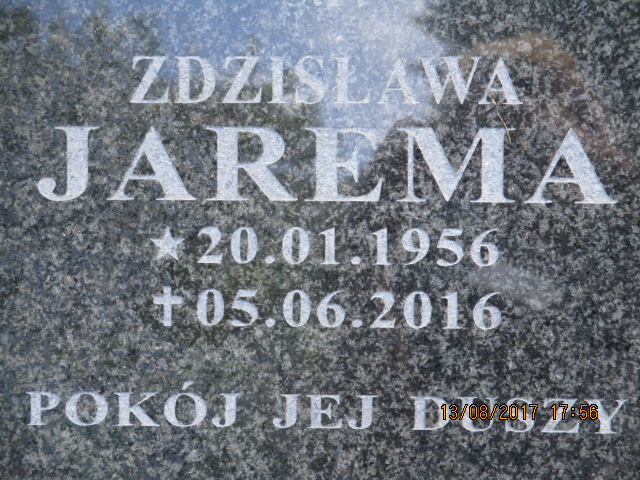 ZDZISŁAWA
JAREMA
★20.01.1956
✝05.06.2016
POKÓJ JEJ DUSZY
13/08/2017 17:56